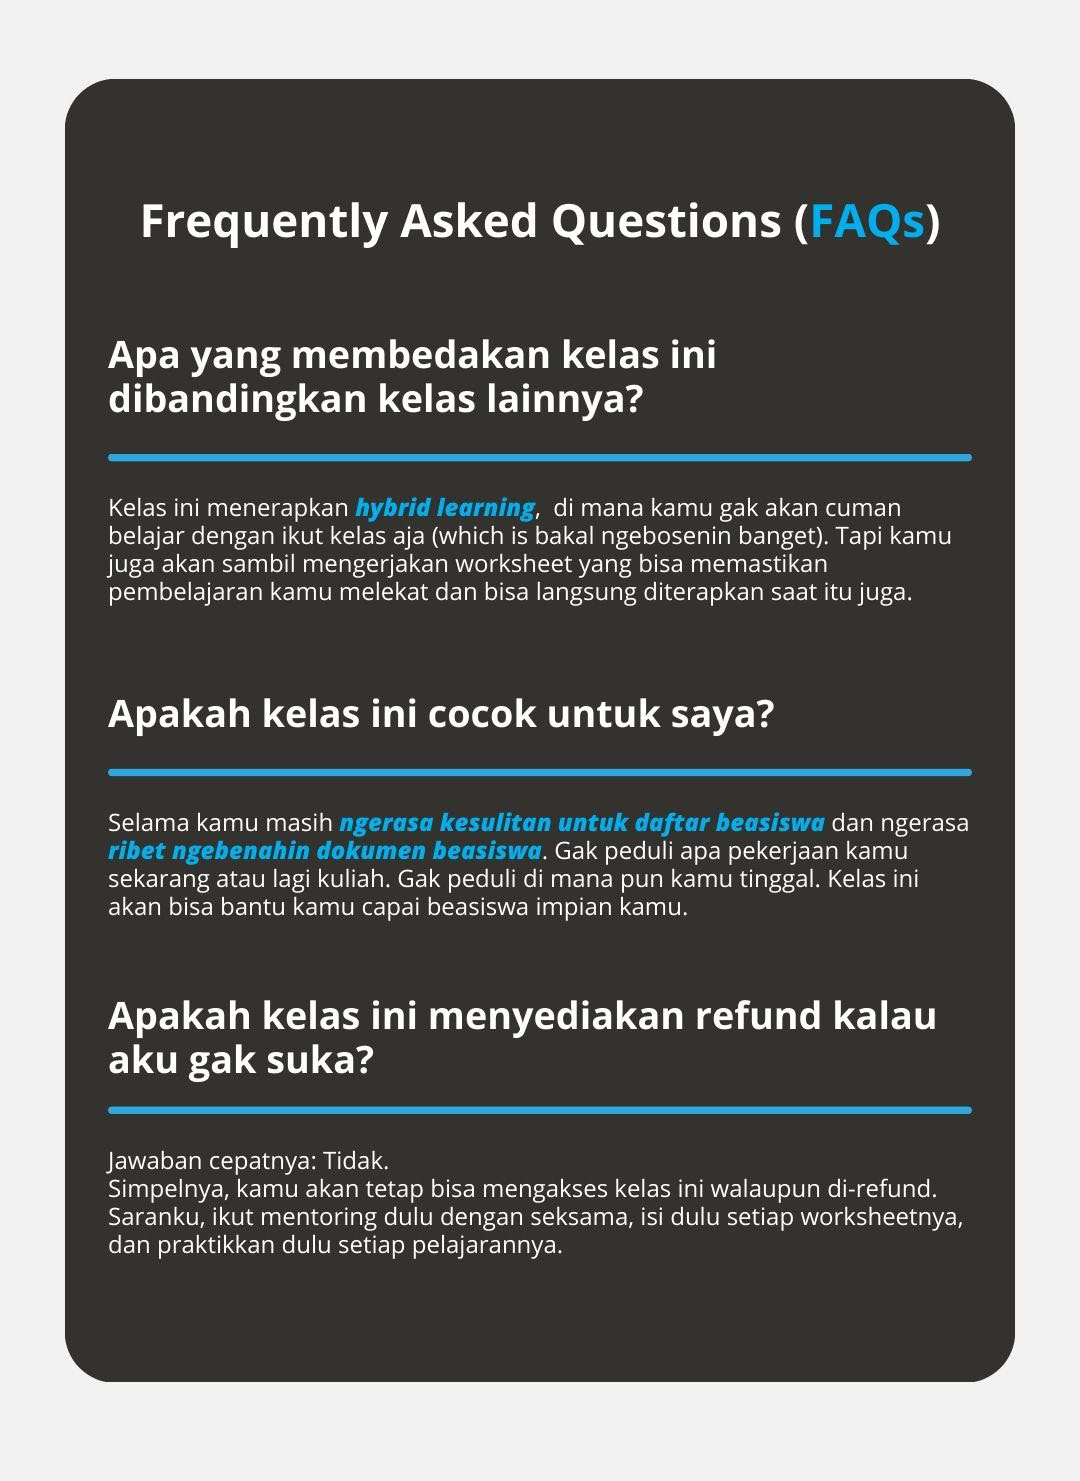 Frequently Asked Questions (FAQs)
Apa yang membedakan kelas ini
dibandingkan kelas lainnya?
Kelas ini menerapkan hybrid learning,  di mana kamu gak akan cuman
belajar dengan ikut kelas aja (which is bakal ngebosenin banget). Tapi kamu
juga akan sambil mengerjakan worksheet yang bisa memastikan
pembelajaran kamu melekat dan bisa langsung diterapkan saat itu juga.
Apakah kelas ini cocok untuk saya?
Selama kamu masih ngerasa kesulitan untuk daftar beasiswa dan ngerasa
ribet ngebenahin dokumen beasiswa. Gak peduli apa pekerjaan kamu
sekarang atau lagi kuliah. Gak peduli di mana pun kamu tinggal. Kelas ini
akan bisa bantu kamu capai beasiswa impian kamu.
Apakah kelas ini menyediakan refund kalau
aku gak suka?
Jawaban cepatnya: Tidak.
Simpelnya, kamu akan tetap bisa mengakses kelas ini walaupun di-refund.
Saranku, ikut mentoring dulu dengan seksama, isi dulu setiap worksheetnya,
dan praktikkan dulu setiap pelajarannya.